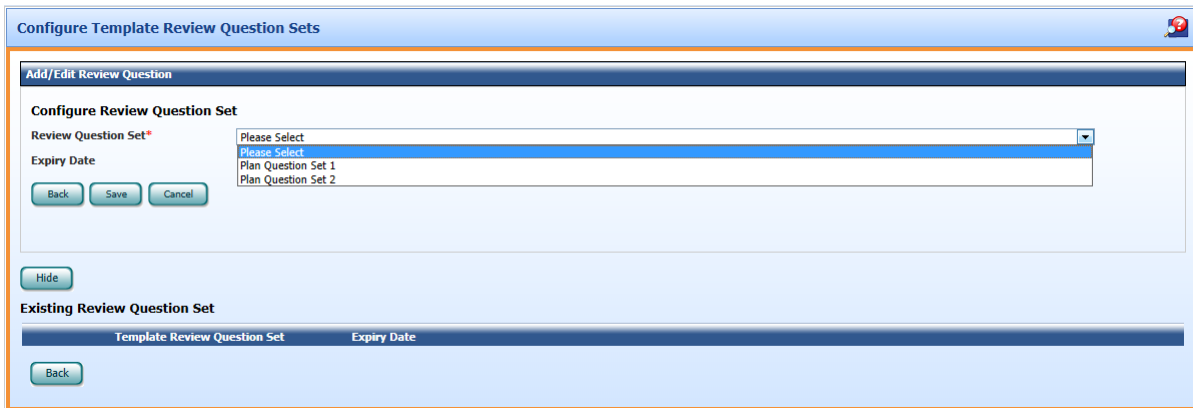 Configure Template Review Question Sets
Add/Edit Review Question
Configure Review Question Set
Review Question Set* Please Select
Please Select
Expiry Date Plan Question Set 1
Plan Question Set 2
Back Save Cancel
Hide
Existing Review Question Set
Template Review Question Set Expiry Date
Back